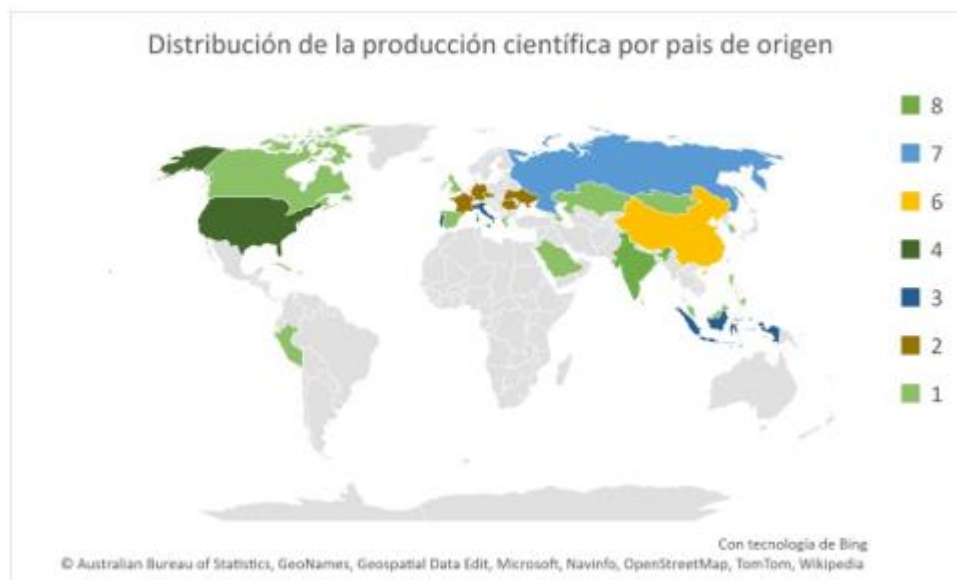 Distribución de la producción científica por pais de origen
8
7
6
4
3
2
1
Con tecnología de Bing
© Australian Bureau of Statistics, GeoNames, Geospatial Data Edit, Microsoft, Navinfo, OpenStreetMap, TomTom, Wikipedia